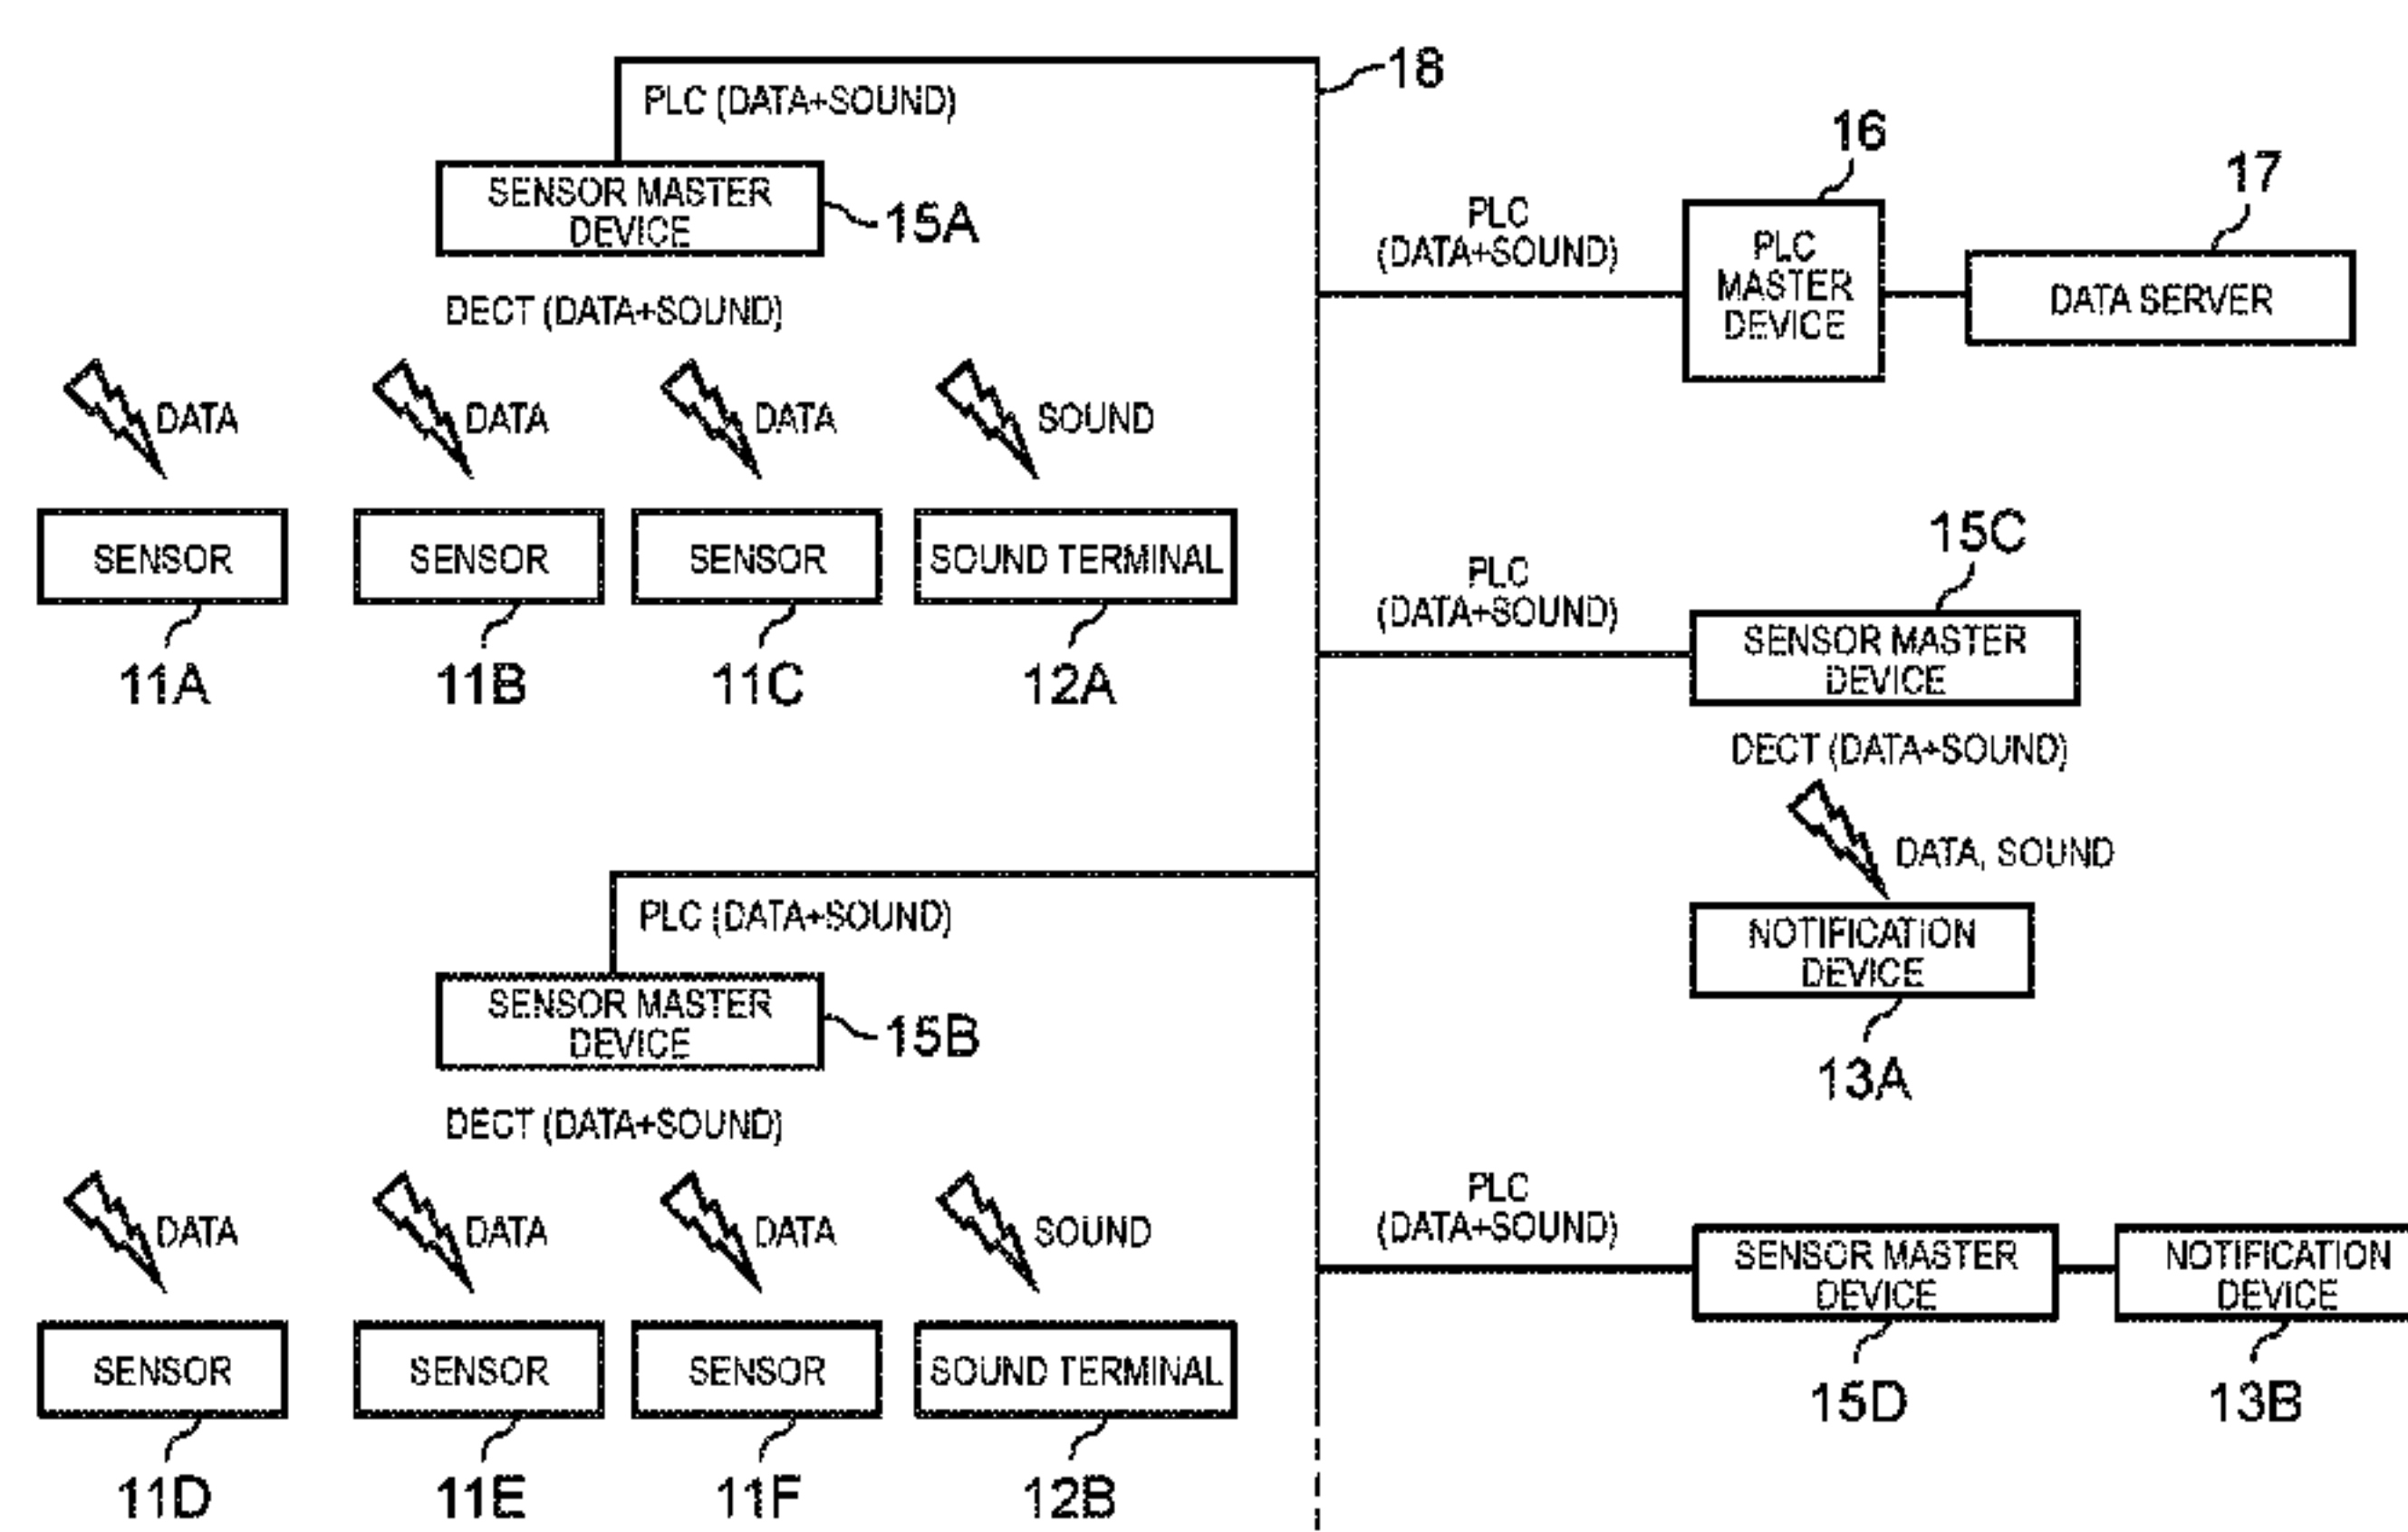 18
PLC (DATA+SOUND)
SENSOR MASTER
DEVICE
15A
DECT (DATA+SOUND)
DATA
DATA
DATA
SOUND
SENSOR
SENSOR
SENSOR
SOUND TERMINAL
11A
11B
11C
12A
PLC (DATA+SOUND)
SENSOR MASTER
DEVICE
15B
DECT (DATA+SOUND)
DATA
DATA
DATA
SOUND
SENSOR
SENSOR
SENSOR
SOUND TERMINAL
11D
11E
11F
12B
PLC
(DATA+SOUND)
16
PLC
MASTER
DEVICE
17
DATA SERVER
PLC
(DATA+SOUND)
15C
SENSOR MASTER
DEVICE
DECT (DATA+SOUND)
DATA, SOUND
NOTIFICATION
DEVICE
13A
PLC
(DATA+SOUND)
SENSOR MASTER
DEVICE
15D
NOTIFICATION
DEVICE
13B